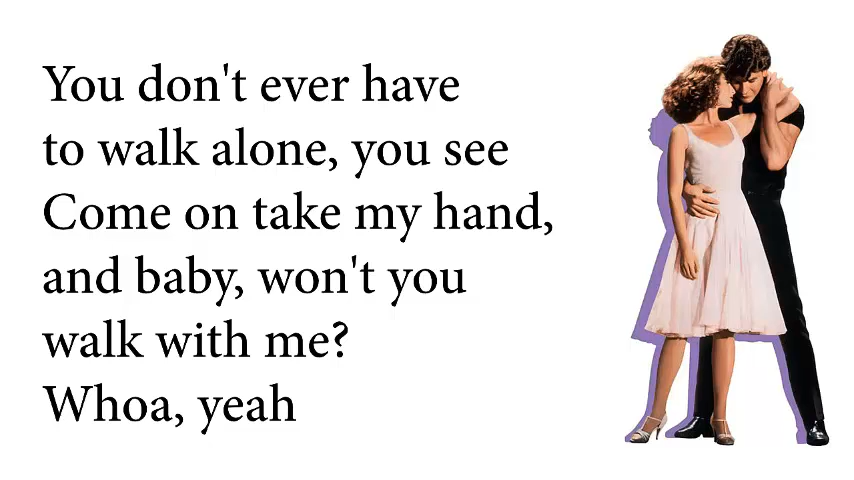 You don't ever have
to walk alone, you see
Come on take my hand,
and baby, won't you
walk with me?
Whoa, yeah